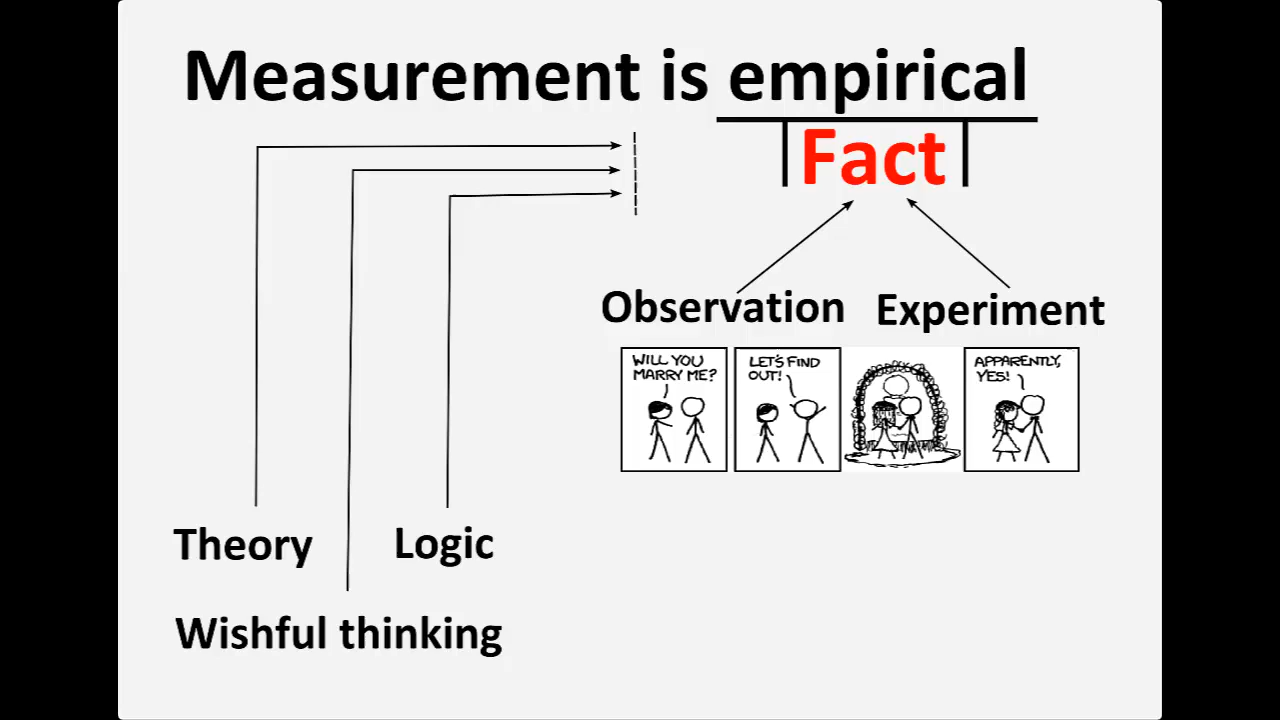 Measurement is empirical
Fact
Observation
Experiment
WILL YOU
MARRY ME?
LET'S FIND
OUT!
APPARENTLY,
YES!
Theory
Logic
Wishful thinking